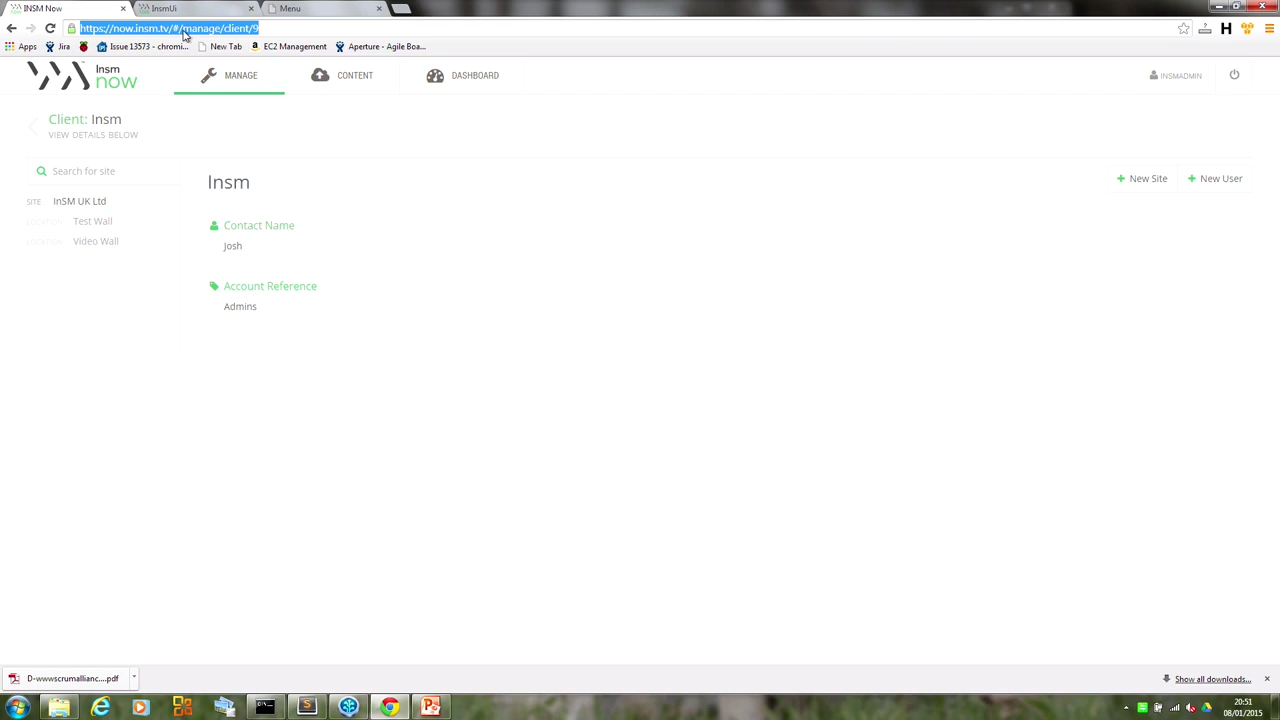 INSM Now
InsmUi
Menu
https://now.insm.tv/#/manage/client/9
H
Apps
Jira
Issue 13573 - chromi...
New Tab
EC2 Management
Aperture - Agile Boa...
Insm
now
MANAGE
CONTENT
DASHBOARD
INSMADMIN
Client: Insm
VIEW DETAILS BELOW
Search for site
Insm
New Site
New User
SITE InSM UK Ltd
LOCATION Test Wall
LOCATION Video Wall
Contact Name
Josh
Account Reference
Admins
D-wwwscrumallianc....pdf
Show all downloads...
20:51
08/01/2015